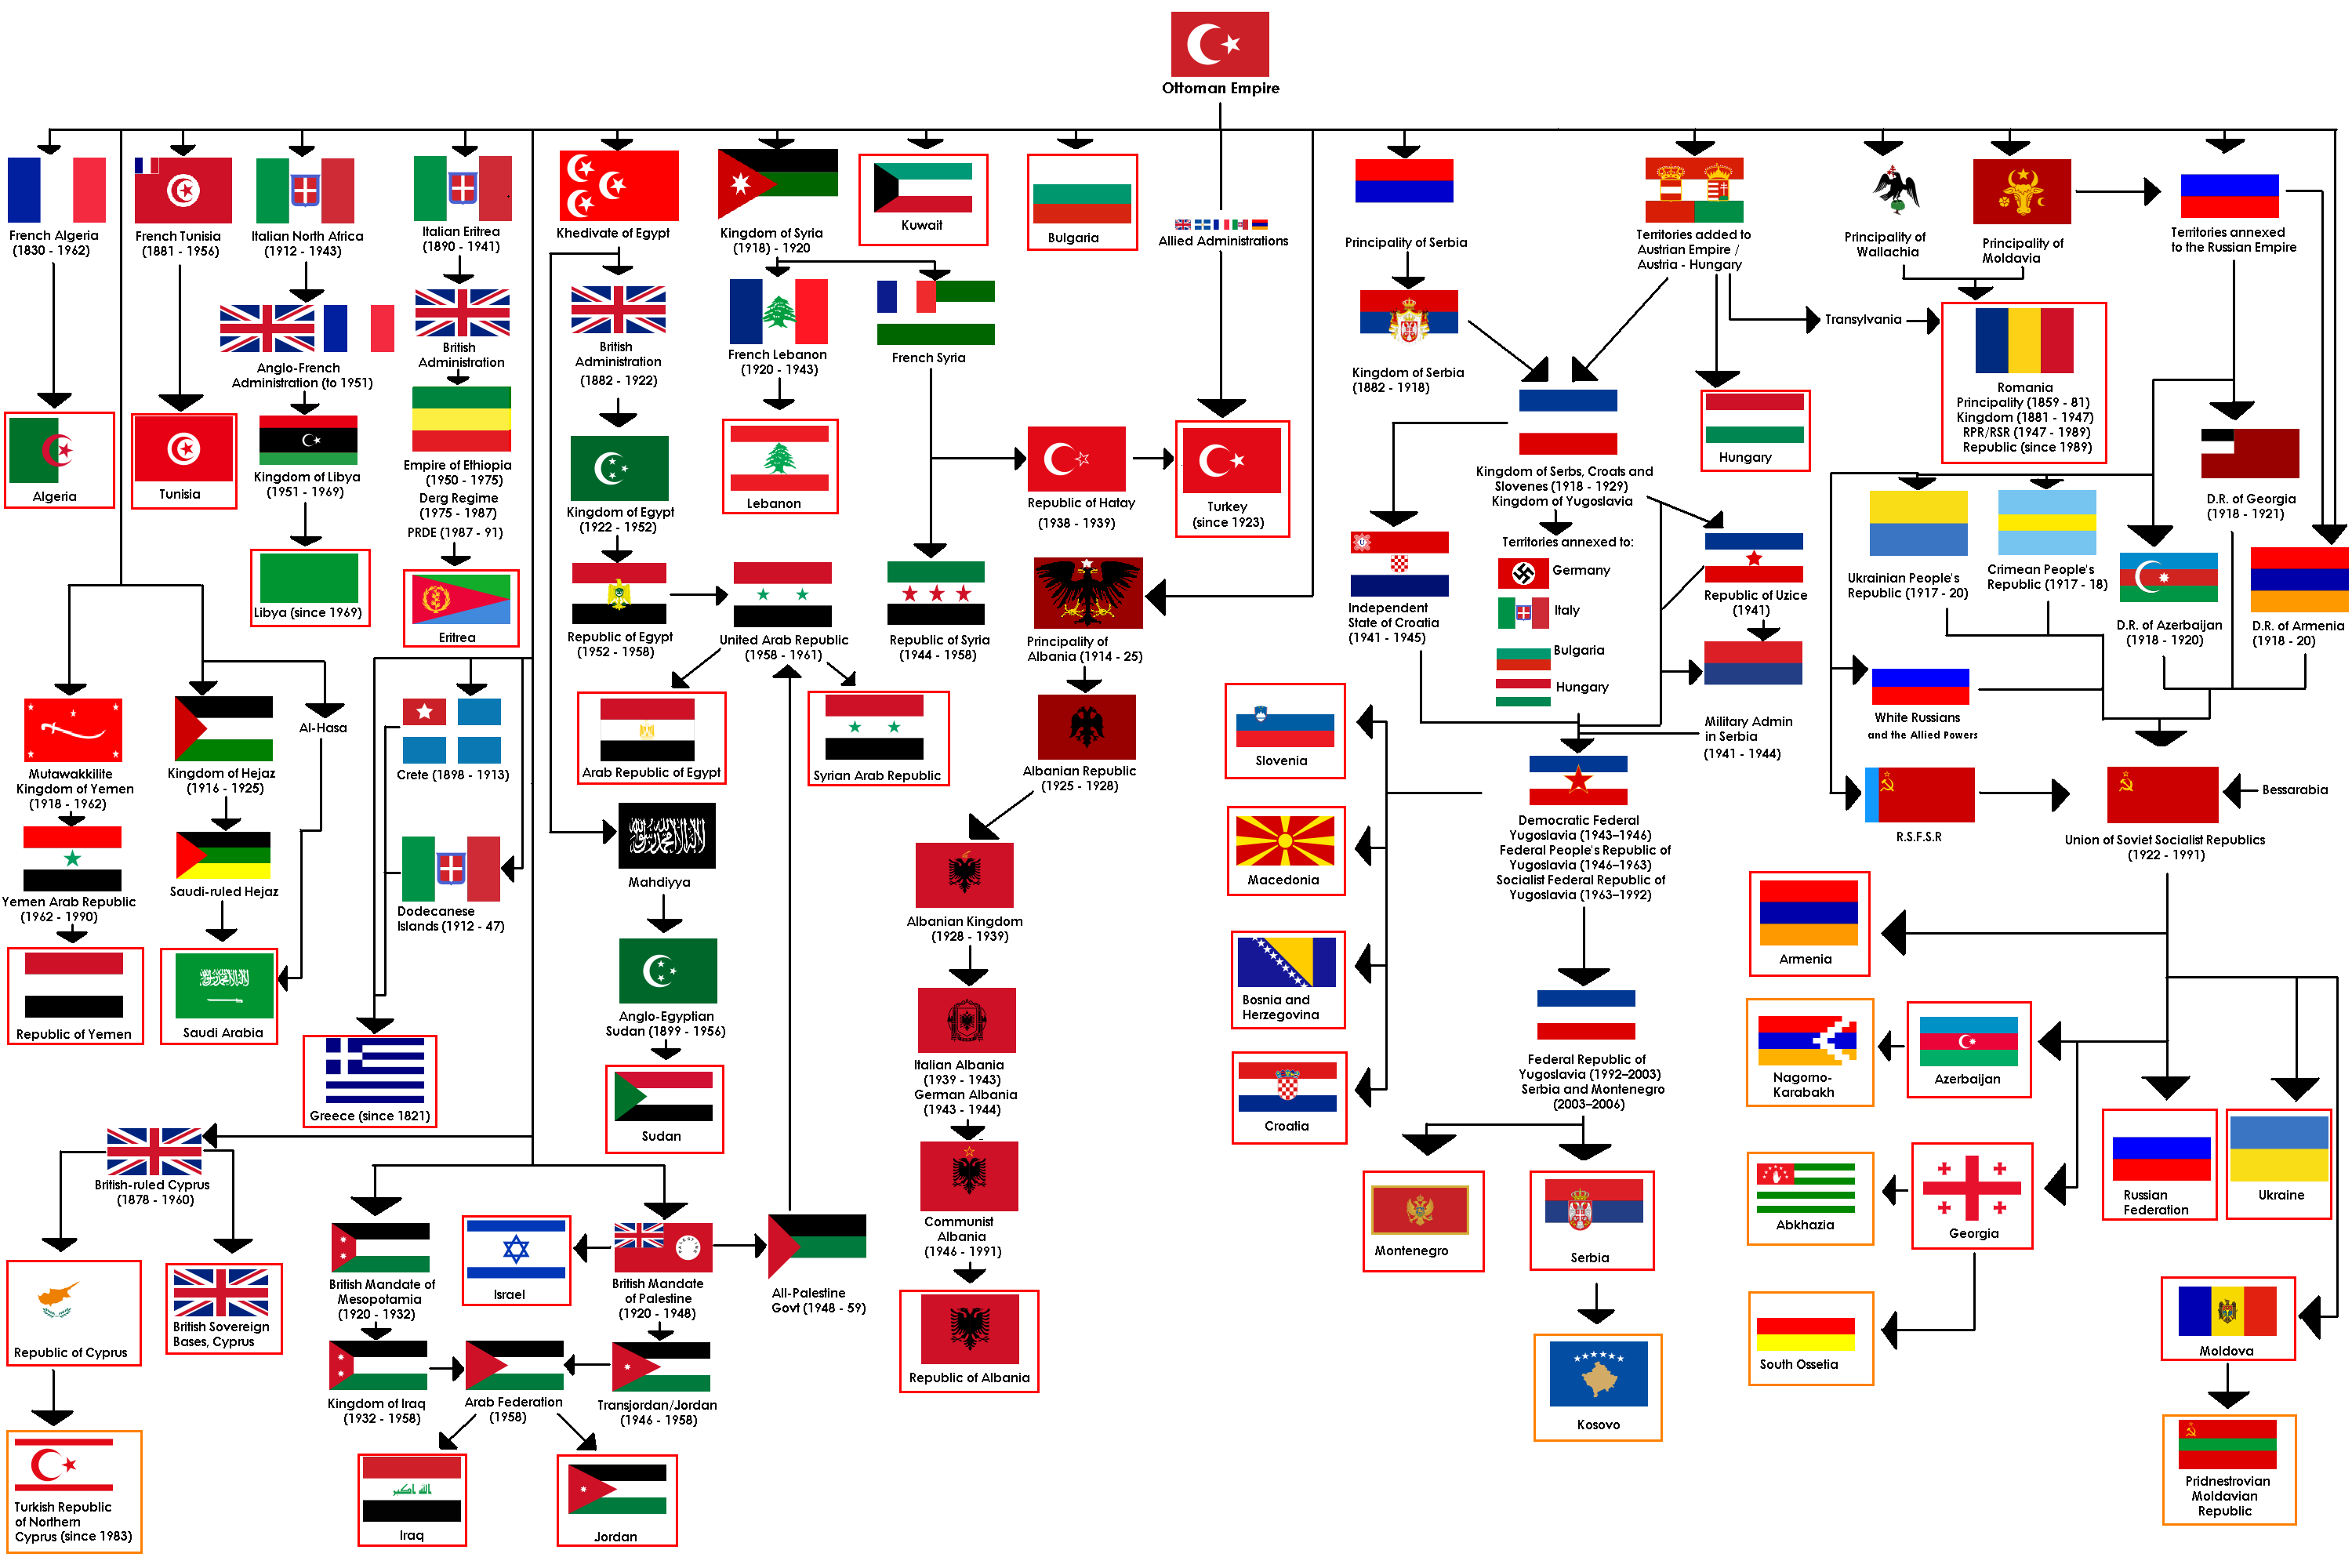 Ottoman Empire
French Algeria
(1830 - 1962)
French Tunisia
(1881 - 1956)
Italian North Africa
(1912 - 1943)
Italian Eritrea
(1890 - 1941)
Khedivate of Egypt
Kingdom of Syria
(1918) - 1920
Kuwait
Bulgaria
Allied Administrations
Principality of Serbia
Territories added to
Austrian Empire /
Austria - Hungary
Principality of
Wallachia
Principality of
Moldavia
Territories annexed
to the Russian Empire
Anglo-French
Administration (to 1951)
British
Administration
British
Administration
(1882 - 1922)
French Lebanon
(1920 - 1943)
French Syria
Kingdom of Serbia
(1882 - 1918)
Transylvania
Romania
Principality (1859 - 81)
Kingdom (1881 - 1947)
RPR/RSR (1947 - 1989)
Republic (since 1989)
Algeria
Tunisia
Kingdom of Libya
(1951 - 1969)
Empire of Ethiopia
(1950 - 1975)
Derg Regime
(1975 - 1987)
PRDE (1987 - 91)
Kingdom of Egypt
(1922 - 1952)
Lebanon
Republic of Hatay
(1938 - 1939)
Turkey
(since 1923)
Kingdom of Serbs, Croats and
Slovenes (1918 - 1929)
Kingdom of Yugoslavia
Hungary
D.R. of Georgia
(1918 - 1921)
Libya (since 1969)
Eritrea
Republic of Egypt
(1952 - 1958)
United Arab Republic
(1958 - 1961)
Republic of Syria
(1944 - 1958)
Principality of
Albania (1914 - 25)
Independent
State of Croatia
(1941 - 1945)
Territories annexed to:
Germany
Italy
Bulgaria
Hungary
Republic of Uzice
(1941)
Ukrainian People's
Republic (1917 - 20)
Crimean People's
Republic (1917 - 18)
D.R. of Azerbaijan
(1918 - 1920)
D.R. of Armenia
(1918 - 20)
Mutawakkilite
Kingdom of Yemen
(1918 - 1962)
Kingdom of Hejaz
(1916 - 1925)
Al-Hasa
Crete (1898 - 1913)
Arab Republic of Egypt
Syrian Arab Republic
Albanian Republic
(1925 - 1928)
Slovenia
Military Admin
in Serbia
(1941 - 1944)
White Russians
and the Allied Powers
R.S.F.S.R
Union of Soviet Socialist Republics
(1922 - 1991)
Bessarabia
Yemen Arab Republic
(1962 - 1990)
Saudi-ruled Hejaz
Dodecanese
Islands (1912 - 47)
Mahdiyya
Albanian Kingdom
(1928 - 1939)
Macedonia
Democratic Federal
Yugoslavia (1943–1946)
Federal People's Republic of
Yugoslavia (1946–1963)
Socialist Federal Republic of
Yugoslavia (1963–1992)
Armenia
Republic of Yemen
Saudi Arabia
Greece (since 1821)
Anglo-Egyptian
Sudan (1899 - 1956)
Italian Albania
(1939 - 1943)
German Albania
(1943 - 1944)
Bosnia and
Herzegovina
Federal Republic of
Yugoslavia (1992–2003)
Serbia and Montenegro
(2003–2006)
Nagorno-
Karabakh
Azerbaijan
Sudan
Croatia
British-ruled Cyprus
(1878 - 1960)
Communist
Albania
(1946 - 1991)
Montenegro
Serbia
Abkhazia
Georgia
Russian
Federation
Ukraine
Republic of Cyprus
British Sovereign
Bases, Cyprus
British Mandate of
Mesopotamia
(1920 - 1932)
Israel
British Mandate
of Palestine
(1920 - 1948)
All-Palestine
Govt (1948 - 59)
Republic of Albania
South Ossetia
Moldova
Kingdom of Iraq
(1932 - 1958)
Arab Federation
(1958)
Transjordan/Jordan
(1946 - 1958)
Kosovo
Turkish Republic
of Northern
Cyprus (since 1983)
Iraq
Jordan
Pridnestrovian
Moldavian
Republic